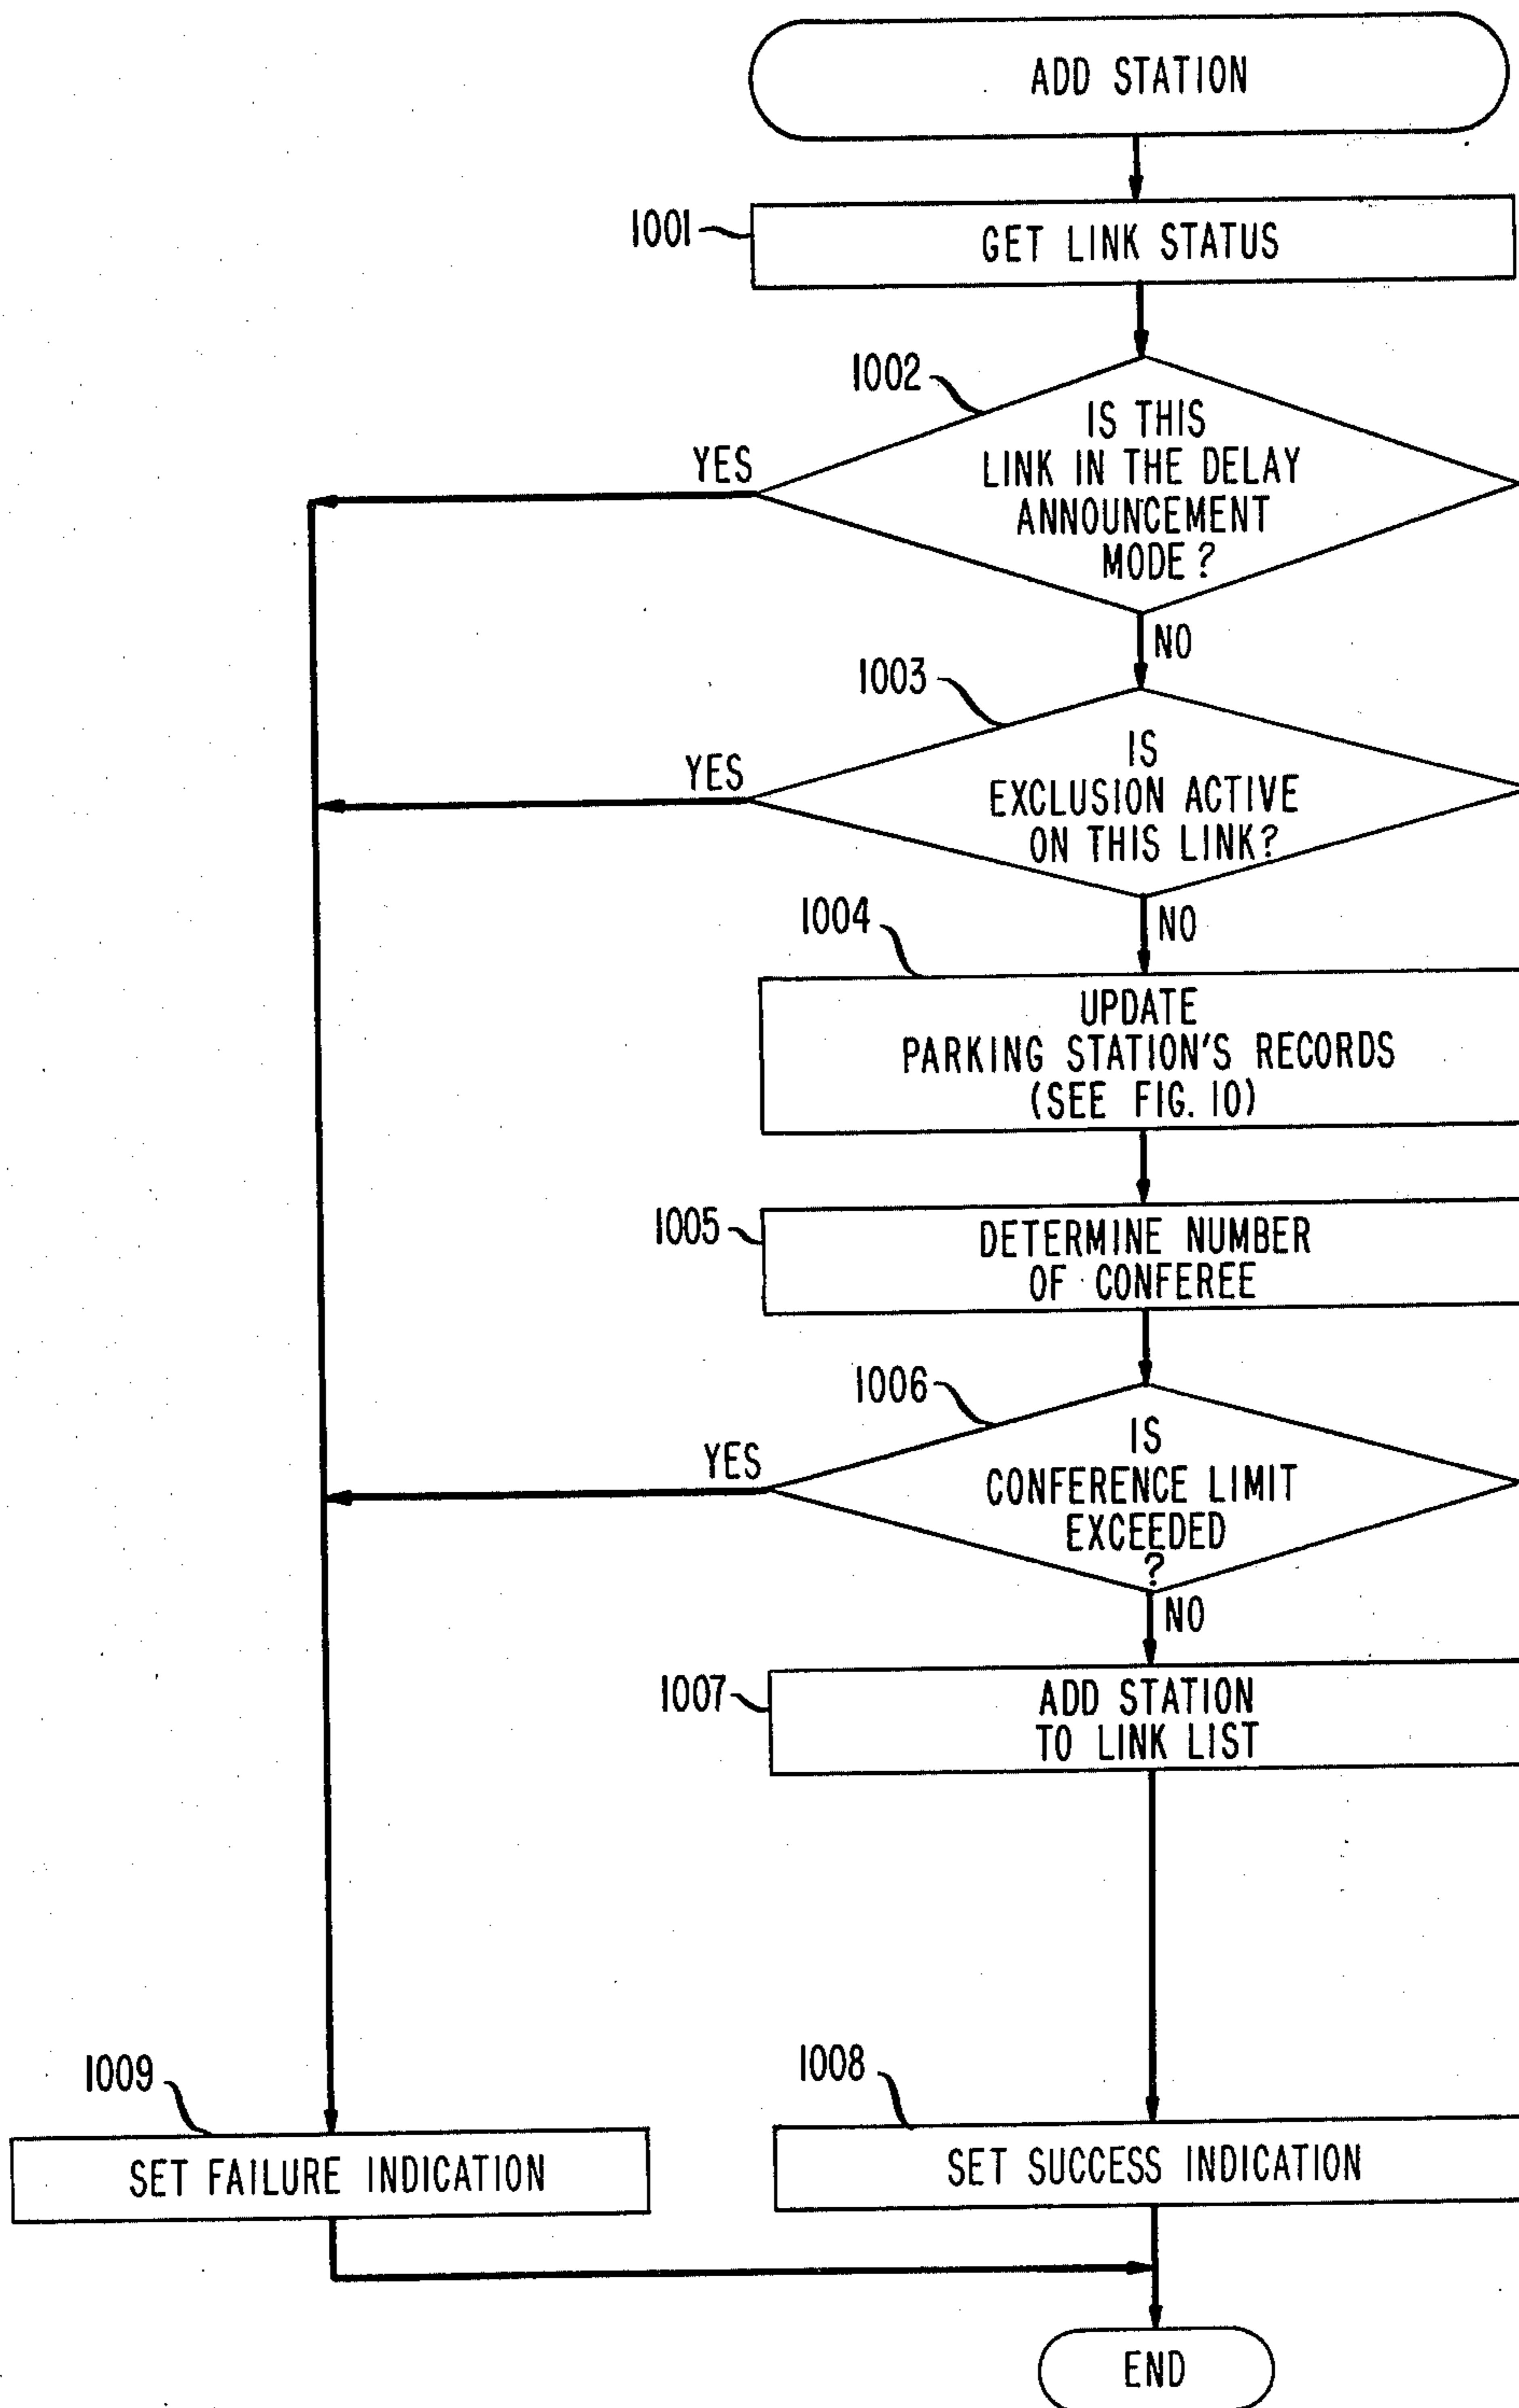 ADD STATION
1001
GET LINK STATUS
1002
IS THIS
LINK IN THE DELAY
ANNOUNCEMENT
MODE?
YES
NO
1003
IS
EXCLUSION ACTIVE
ON THIS LINK?
YES
NO
1004
UPDATE
PARKING STATION'S RECORDS
(SEE FIG. 10)
1005
DETERMINE NUMBER
OF CONFEREE
1006
IS
CONFERENCE LIMIT
EXCEEDED
?
YES
NO
1007
ADD STATION
TO LINK LIST
1009
SET FAILURE INDICATION
1008
SET SUCCESS INDICATION
END